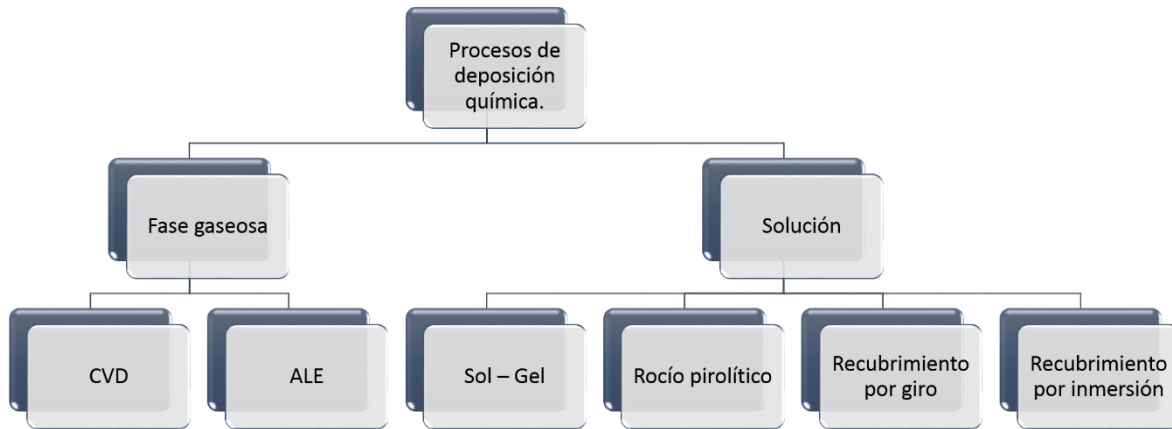 Procesos de
deposición
química.
Fase gaseosa
Solución
CVD
ALE
Sol – Gel
Rocío pirolítico
Recubrimiento
por giro
Recubrimiento
por inmersión